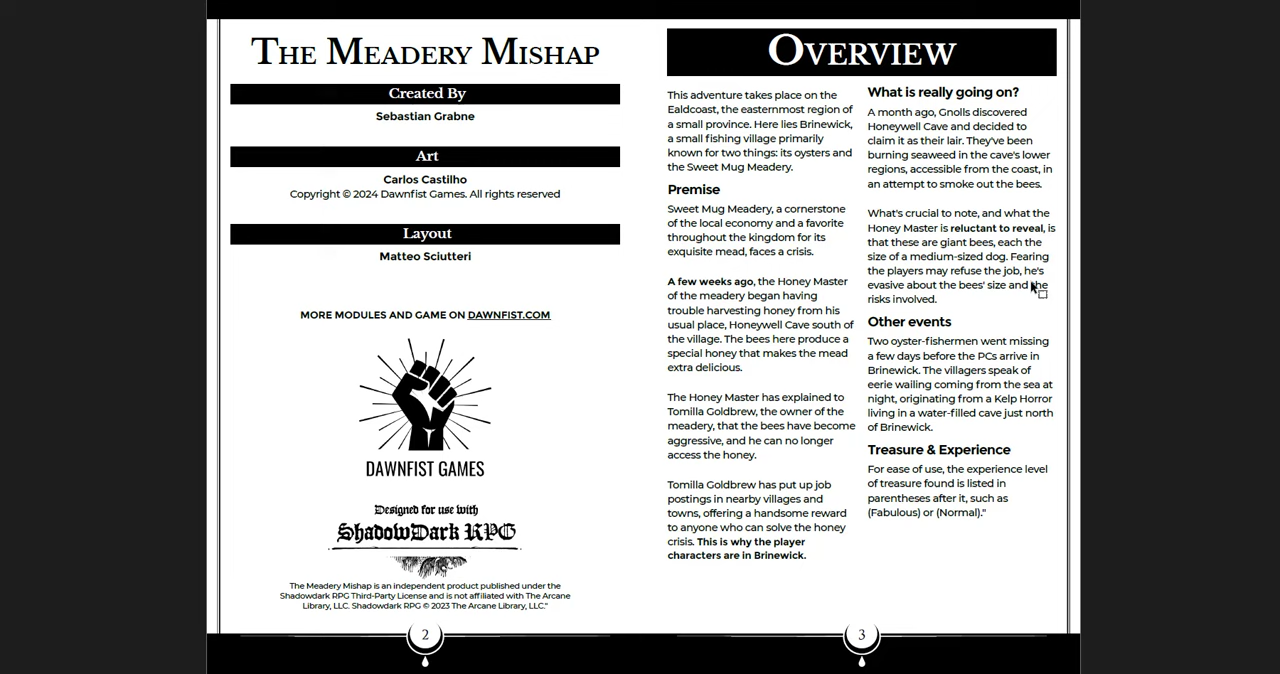 The Meadery Mishap
Created By
Sebastian Grabne
Art
Carlos Castilho
Copyright © 2024 Dawnfist Games. All rights reserved
Layout
Matteo Sciutteri
MORE MODULES AND GAME ON DAWNFIST.COM
DAWNFIST GAMES
Designed for use with
ShadowDark RPG
The Meadery Mishap is an independent product published under the
Shadowdark RPG Third-Party License and is not affiliated with The Arcane
Library, LLC. Shadowdark RPG © 2023 The Arcane Library, LLC."
2
Overview
This adventure takes place on the
Ealdcoast, the easternmost region of
a small province. Here lies Brinewick,
a small fishing village primarily
known for two things: its oysters and
the Sweet Mug Meadery.
Premise
Sweet Mug Meadery, a cornerstone
of the local economy and a favorite
throughout the kingdom for its
exquisite mead, faces a crisis.
A few weeks ago, the Honey Master
of the meadery began having
trouble harvesting honey from his
usual place, Honeywell Cave south of
the village. The bees here produce a
special honey that makes the mead
extra delicious.
The Honey Master has explained to
Tomilla Goldbrew, the owner of the
meadery, that the bees have become
aggressive, and he can no longer
access the honey.
Tomilla Goldbrew has put up job
postings in nearby villages and
towns, offering a handsome reward
to anyone who can solve the honey
crisis. This is why the player
characters are in Brinewick.
What is really going on?
A month ago, Gnolls discovered
Honeywell Cave and decided to
claim it as their lair. They've been
burning seaweed in the cave's lower
regions, accessible from the coast, in
an attempt to smoke out the bees.
What's crucial to note, and what the
Honey Master is reluctant to reveal, is
that these are giant bees, each the
size of a medium-sized dog. Fearing
the players may refuse the job, he's
evasive about the bees' size and the
risks involved.
Other events
Two oyster-fishermen went missing
a few days before the PCs arrive in
Brinewick. The villagers speak of
eerie wailing coming from the sea at
night, originating from a Kelp Horror
living in a water-filled cave just north
of Brinewick.
Treasure & Experience
For ease of use, the experience level
of treasure found is listed in
parentheses after it, such as
(Fabulous) or (Normal)."
3